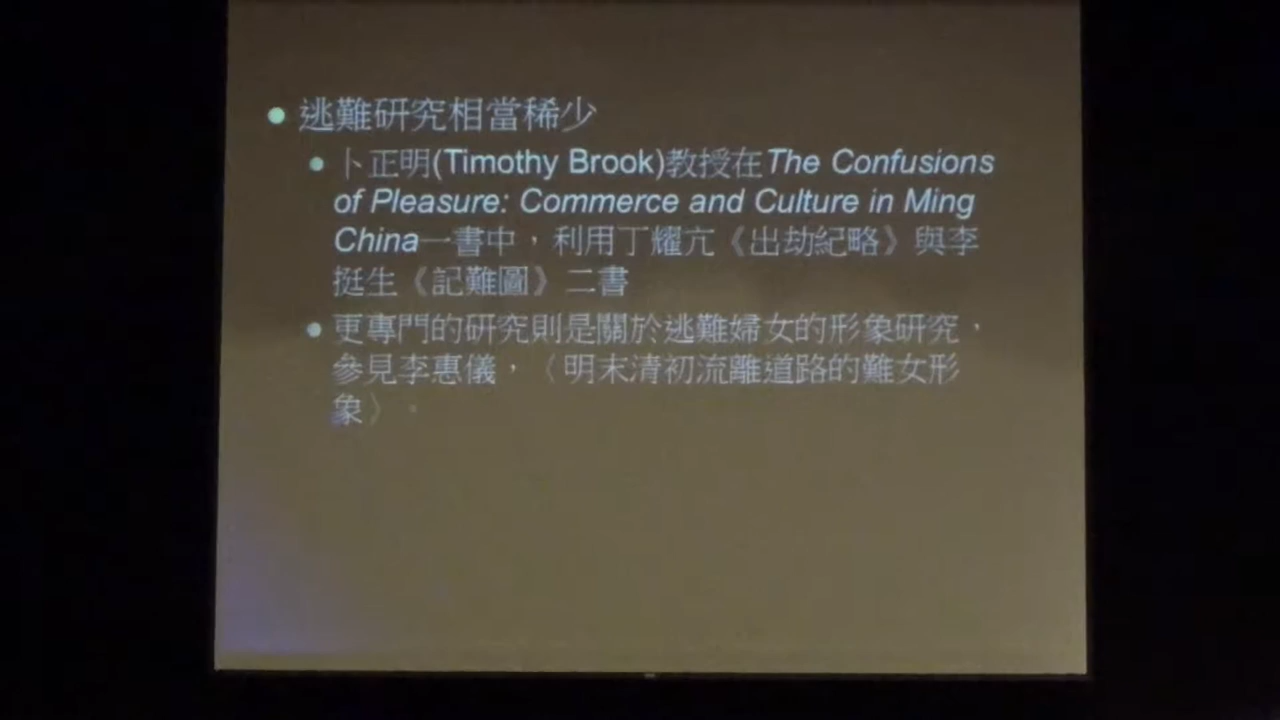 逃難研究相當稀少
卜正明(Timothy Brook)教授在The Confusions
of Pleasure: Commerce and Culture in Ming
China一書中，利用丁耀亢《出劫紀略》與李
挺生《記難圖》二書
更專門的研究則是關於逃難婦女的形象研究，
參見李惠儀，〈明末清初流離道路的難女形
象〉。